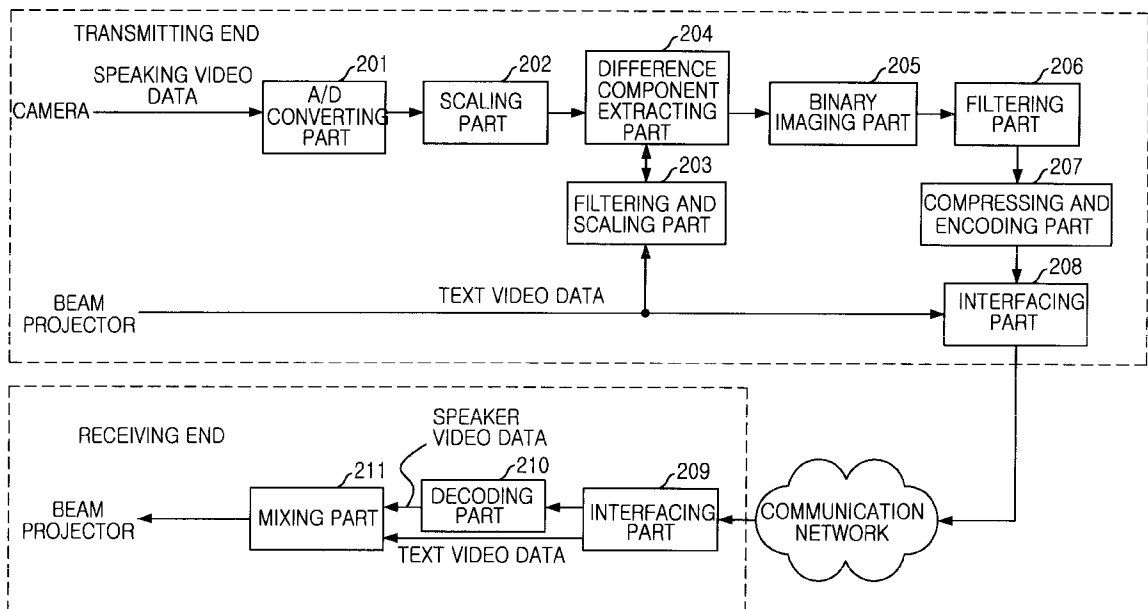 TRANSMITTING END
SPEAKING VIDEO
DATA
CAMERA
201
A/D
CONVERTING
PART
202
SCALING
PART
204
DIFFERENCE
COMPONENT
EXTRACTING
PART
205
BINARY
IMAGING PART
206
FILTERING
PART
203
FILTERING AND
SCALING PART
207
COMPRESSING AND
ENCODING PART
BEAM
PROJECTOR
TEXT VIDEO DATA
208
INTERFACING
PART
RECEIVING END
SPEAKER
VIDEO DATA
BEAM
PROJECTOR
211
MIXING PART
210
DECODING
PART
209
INTERFACING
PART
TEXT VIDEO DATA
COMMUNICATION
NETWORK